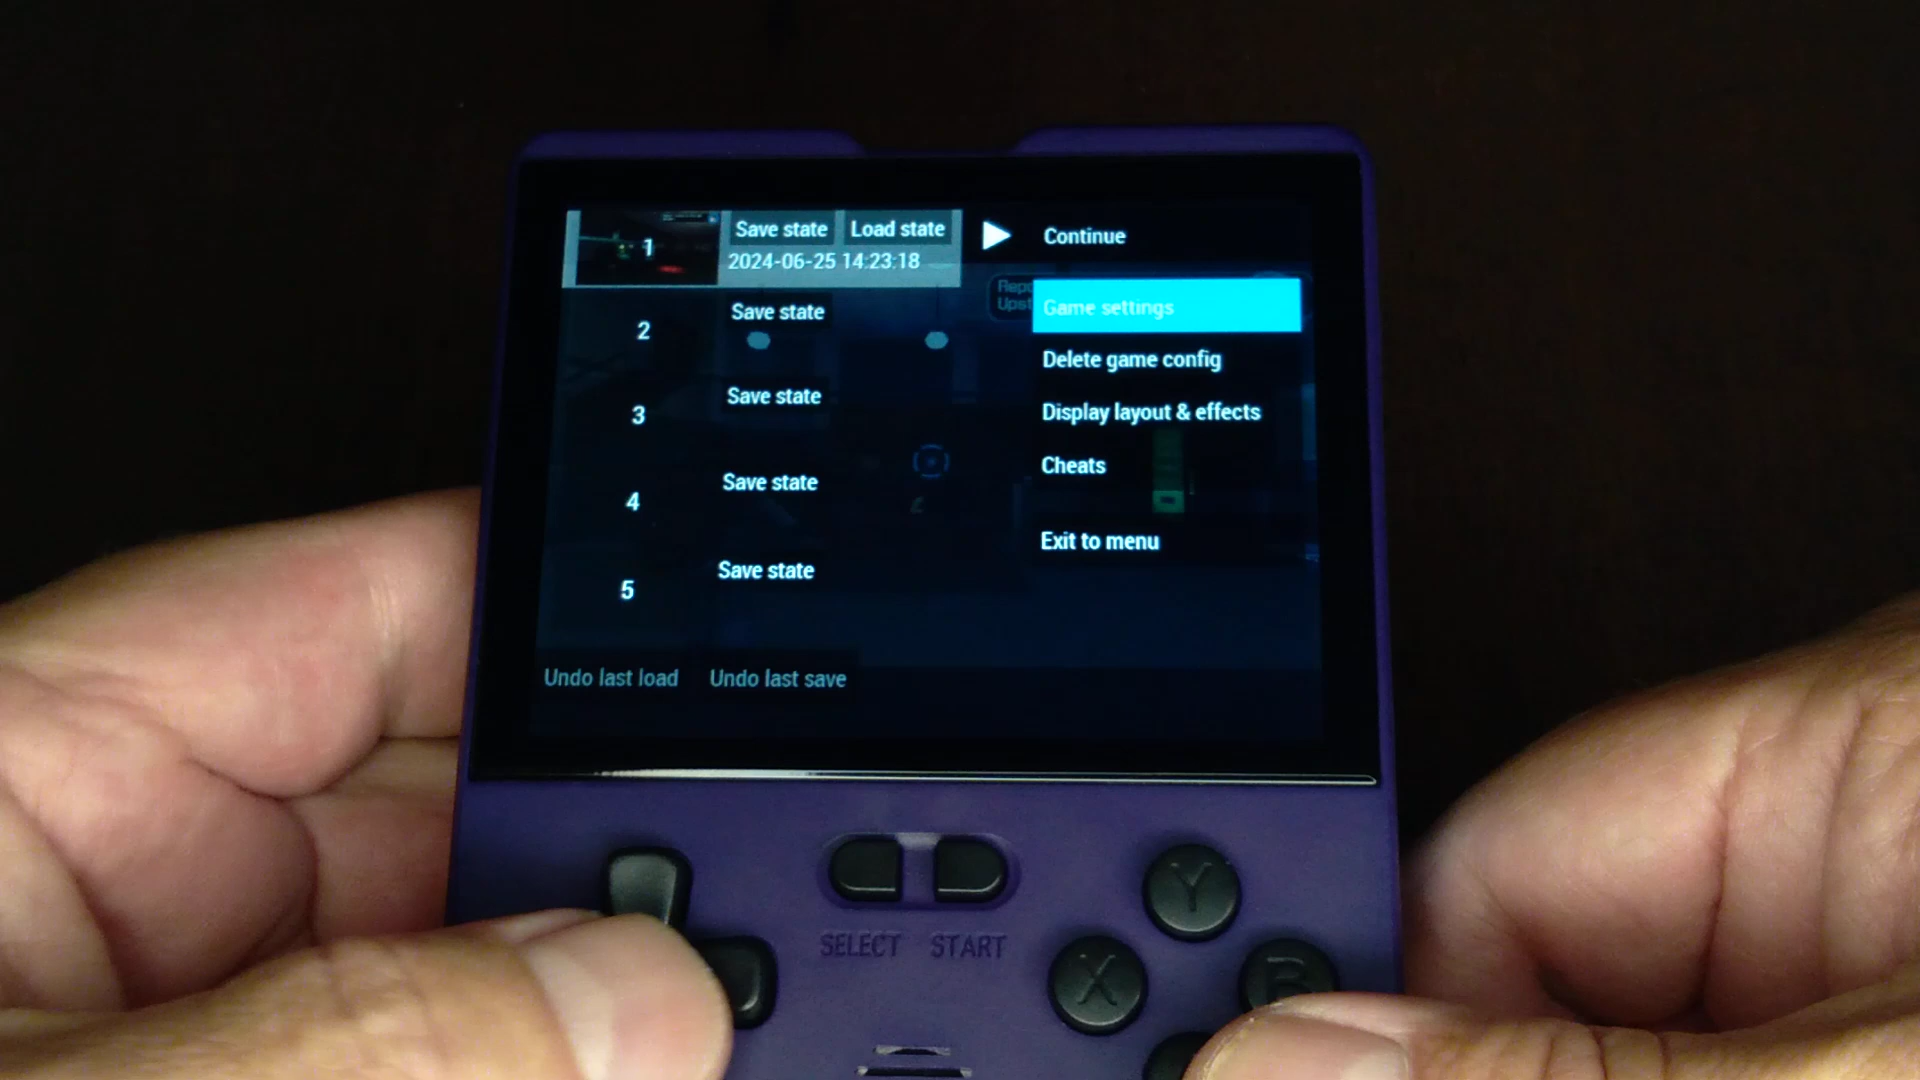 1
Save state Load state
2024-06-25 14:23:18
2
Save state
3
Save state
4
Save state
5
Save state
Undo last load Undo last save
Continue
Game settings
Delete game config
Display layout & effects
Cheats
Exit to menu
SELECT START
Y
X
B